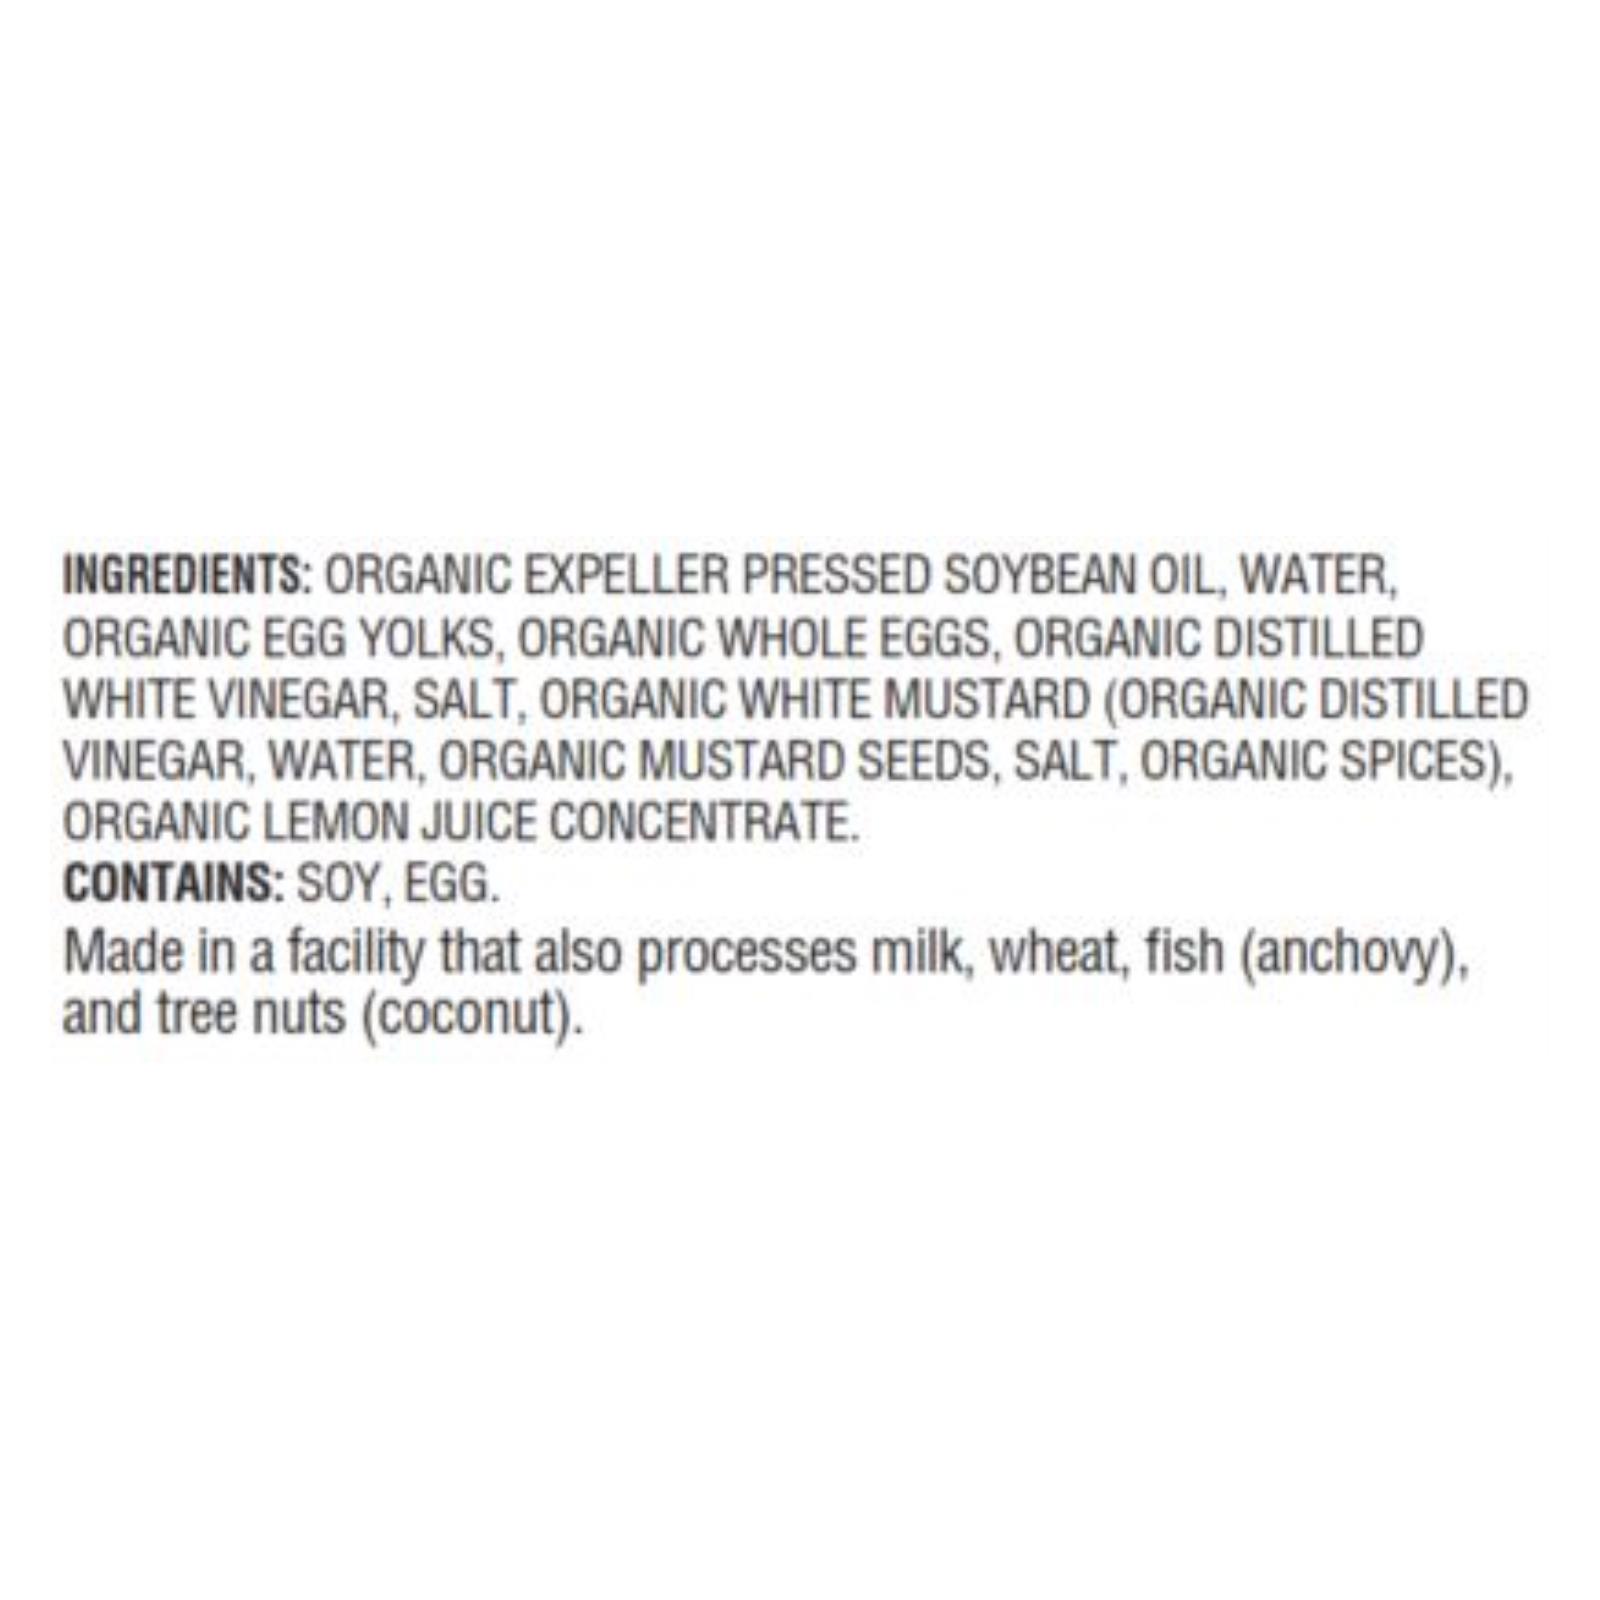 INGREDIENTS: ORGANIC EXPELLER PRESSED SOYBEAN OIL, WATER,
ORGANIC EGG YOLKS, ORGANIC WHOLE EGGS, ORGANIC DISTILLED
WHITE VINEGAR, SALT, ORGANIC WHITE MUSTARD (ORGANIC DISTILLED
VINEGAR, WATER, ORGANIC MUSTARD SEEDS, SALT, ORGANIC SPICES),
ORGANIC LEMON JUICE CONCENTRATE.
CONTAINS: SOY, EGG.
Made in a facility that also processes milk, wheat, fish (anchovy),
and tree nuts (coconut).